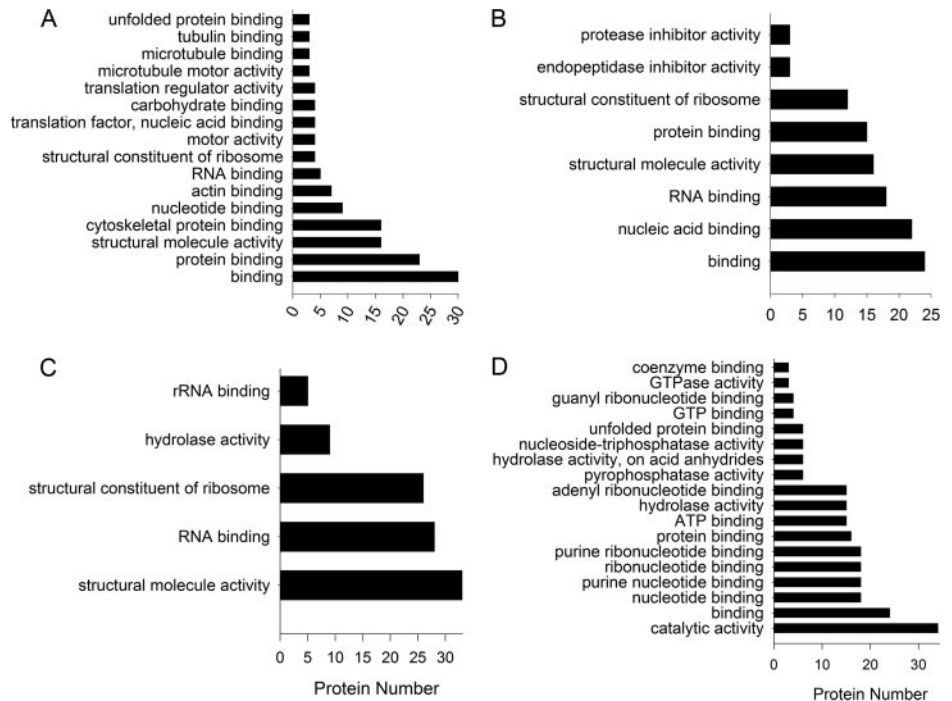 A
unfolded protein binding
tubulin binding
microtubule binding
microtubule motor activity
translation regulator activity
carbohydrate binding
translation factor, nucleic acid binding
motor activity
structural constituent of ribosome
RNA binding
actin binding
nucleotide binding
cytoskeletal protein binding
structural molecule activity
protein binding
binding
0 5 10 15 20 25 30
B
protease inhibitor activity
endopeptidase inhibitor activity
structural constituent of ribosome
protein binding
structural molecule activity
RNA binding
nucleic acid binding
binding
0 5 10 15 20 25
C
rRNA binding
hydrolase activity
structural constituent of ribosome
RNA binding
structural molecule activity
0 5 10 15 20 25 30
Protein Number
D
coenzyme binding
GTPase activity
guanyl ribonucleotide binding
GTP binding
unfolded protein binding
nucleoside-triphosphatase activity
hydrolase activity, on acid anhydrides
pyrophosphatase activity
adenyl ribonucleotide binding
hydrolase activity
ATP binding
protein binding
purine ribonucleotide binding
ribonucleotide binding
purine nucleotide binding
nucleotide binding
binding
catalytic activity
0 10 20 30
Protein Number